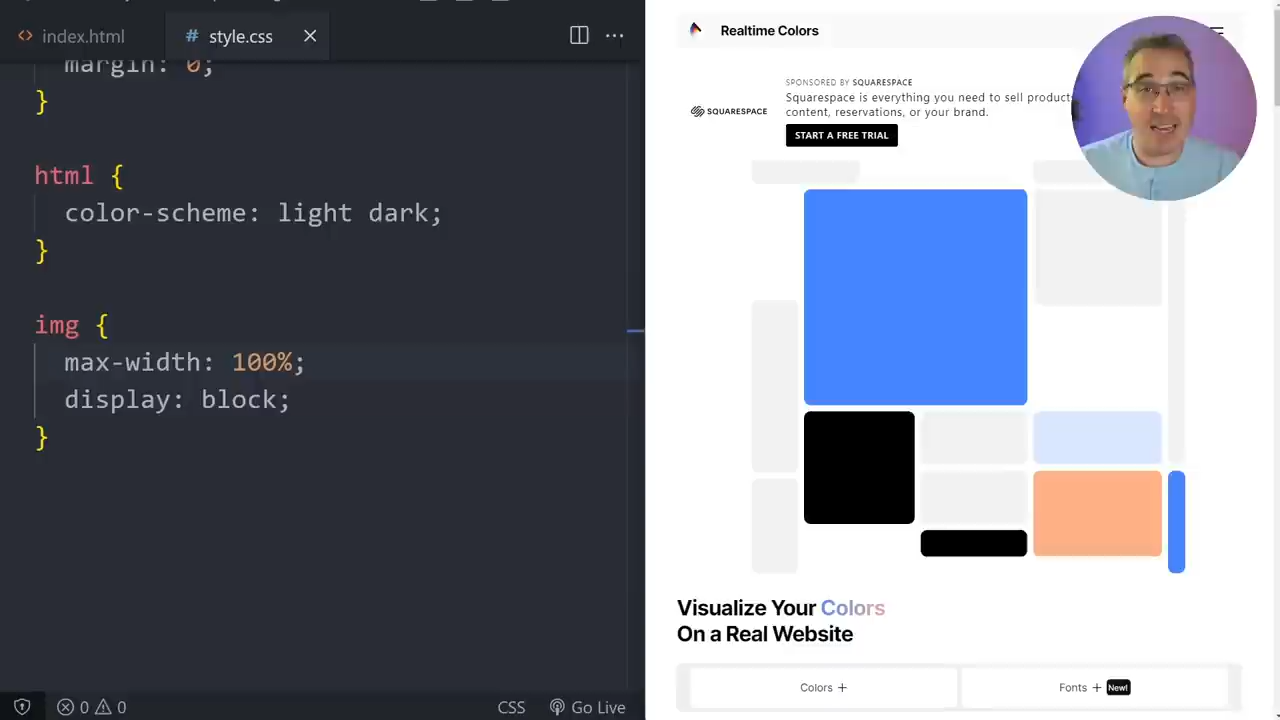 index.html
style.css
margin: 0;
}
html {
color-scheme: light dark;
}
img {
max-width: 100%;
display: block;
}
0
0
CSS
Go Live
Realtime Colors
SPONSORED BY SQUARESPACE
SQUARESPACE
Squarespace is everything you need to sell
content, reservations, or your brand.
START A FREE TRIAL
Visualize Your Colors
On a Real Website
Colors +
Fonts +
New!